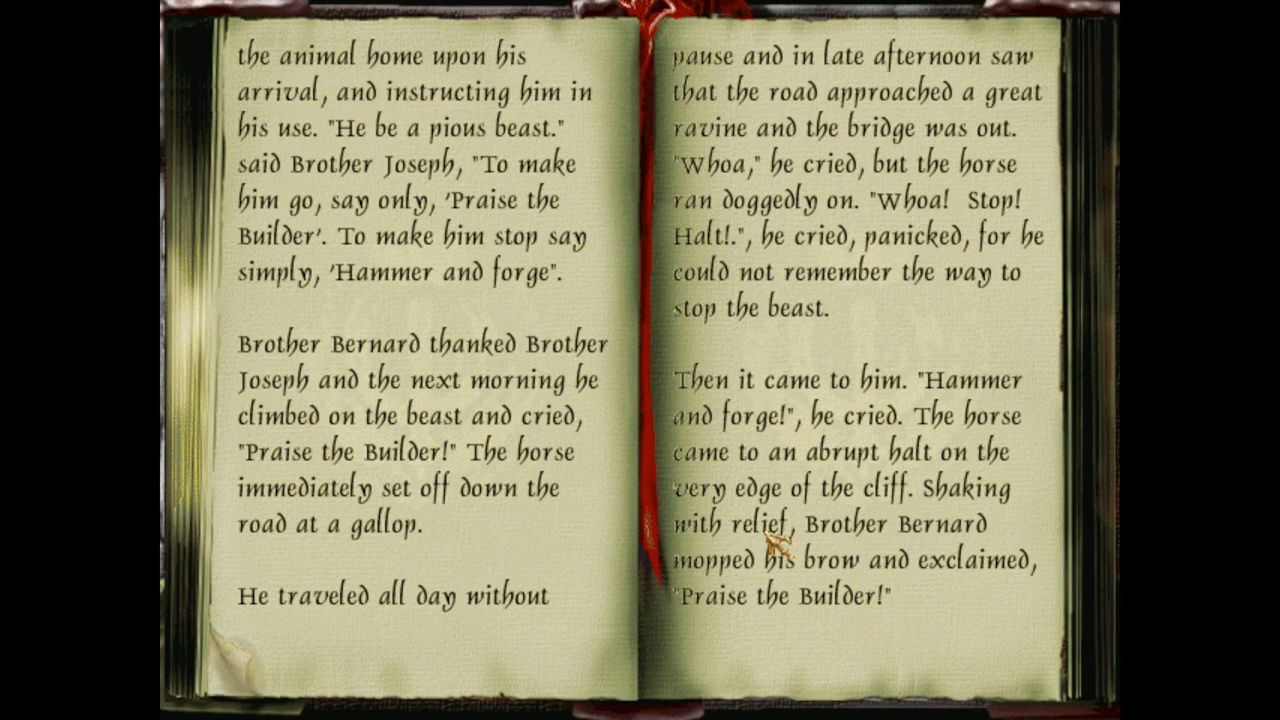 the animal home upon his
arrival, and instructing him in
his use. "He be a pious beast."
said Brother Joseph, "To make
him go, say only, 'Praise the
Builder'. To make him stop say
simply, 'Hammer and forge".
Brother Bernard thanked Brother
Joseph and the next morning he
climbed on the beast and cried,
"Praise the Builder!" The horse
immediately set off down the
road at a gallop.
He traveled all day without
pause and in late afternoon saw
that the road approached a great
ravine and the bridge was out.
"Whoa," he cried, but the horse
ran doggedly on. "Whoa! Stop!
Halt!.", he cried, panicked, for he
could not remember the way to
stop the beast.
Then it came to him. "Hammer
and forge!", he cried. The horse
came to an abrupt halt on the
very edge of the cliff. Shaking
with relief, Brother Bernard
mopped his brow and exclaimed,
"Praise the Builder!"